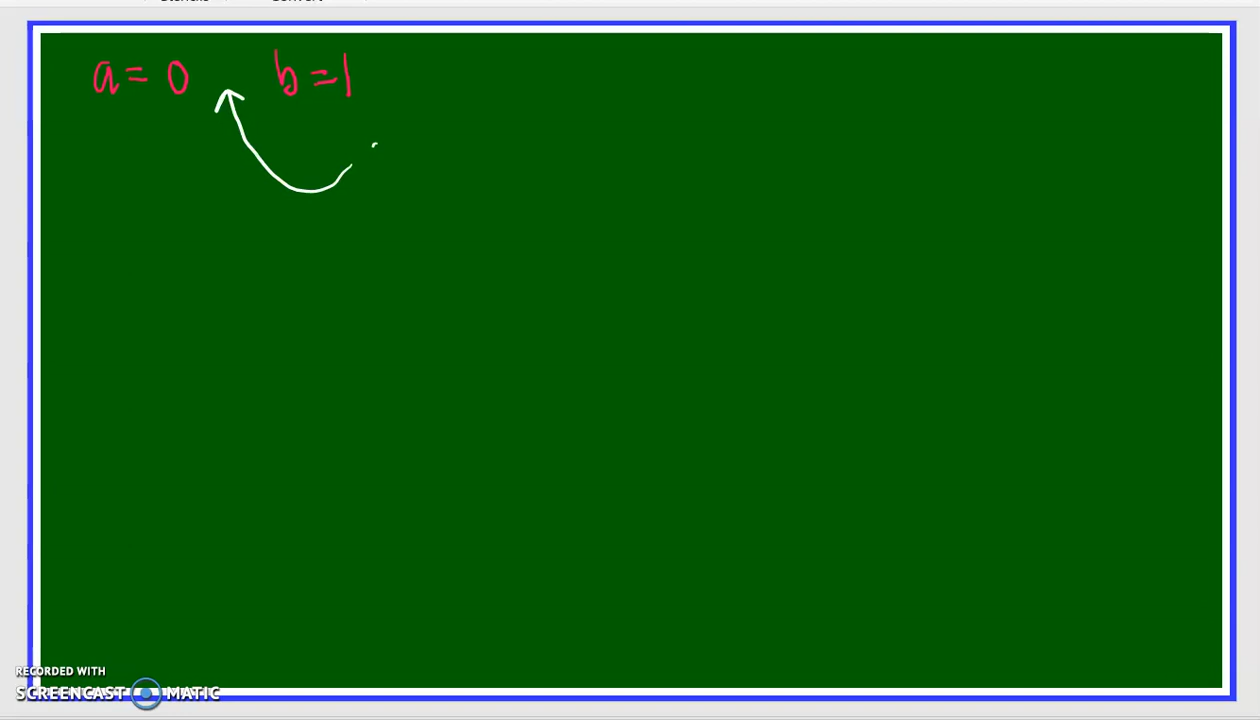 a = 0 b = 1
RECORDED WITH
SCREENCAST MATIC